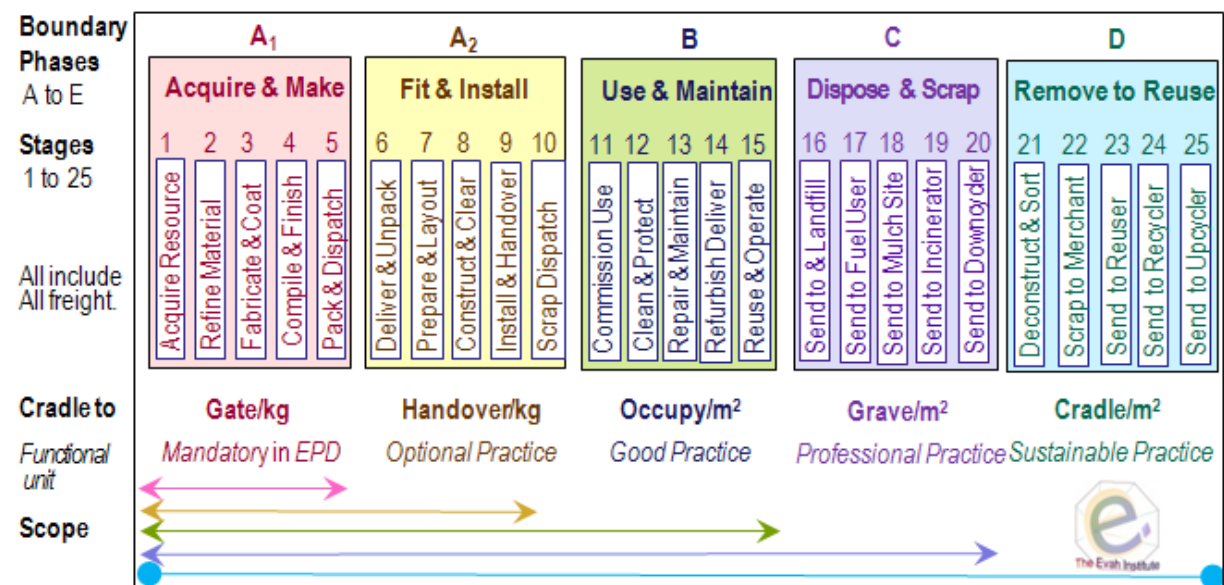 Boundary
Phases
A to E
A₁
A₂
B
C
D
Acquire & Make
Fit & Install
Use & Maintain
Dispose & Scrap
Remove to Reuse
Stages
1 to 25
1 2 3 4 5
6 7 8 9 10
11 12 13 14 15
16 17 18 19 20
21 22 23 24 25
Acquire Resource
Refine Material
Fabricate & Coat
Compile & Finish
Pack & Dispatch
Deliver & Unpack
Prepare & Layout
Construct & Clear
Install & Handover
Scrap Dispatch
Commission Use
Clean & Protect
Repair & Maintain
Refurbish Deliver
Reuse & Operate
Send to & Landfill
Send to Fuel User
Send to Mulch Site
Send to Incinerator
Send to Downcyder
Deconstruct & Sort
Scrap to Merchant
Send to Reuser
Send to Recycler
Send to Upcycler
All include
All freight.
Cradle to
Gate/kg
Handover/kg
Occupy/m²
Grave/m²
Cradle/m²
Functional
unit
Mandatory in EPD
Optional Practice
Good Practice
Professional Practice
Sustainable Practice
Scope
e.
The Evah Institute